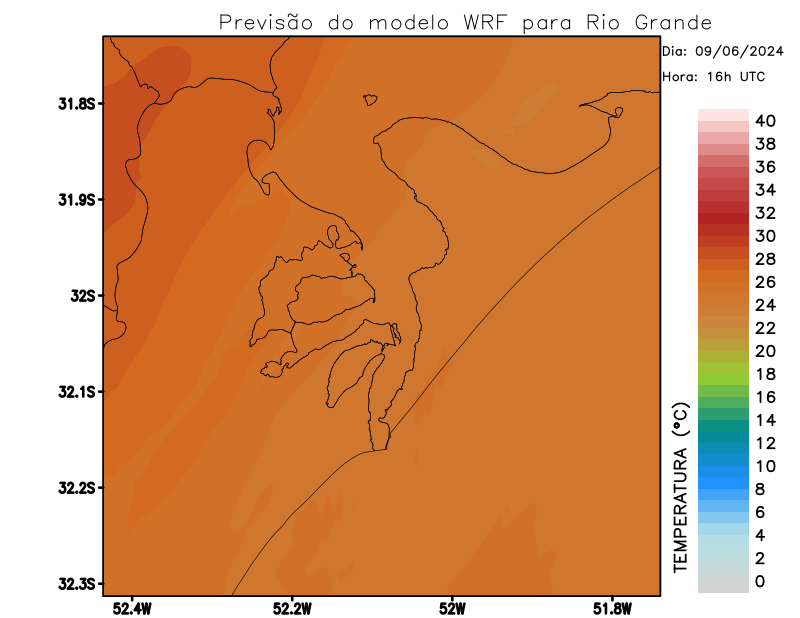 Previsão do modelo WRF para Rio Grande
Dia: 09/06/2024
Hora: 16h UTC
31.8S
31.9S
32S
32.1S
32.2S
32.3S
52.4W
52.2W
52W
51.8W
TEMPERATURA (ºC)
40
38
36
34
32
30
28
26
24
22
20
18
16
14
12
10
8
6
4
2
0